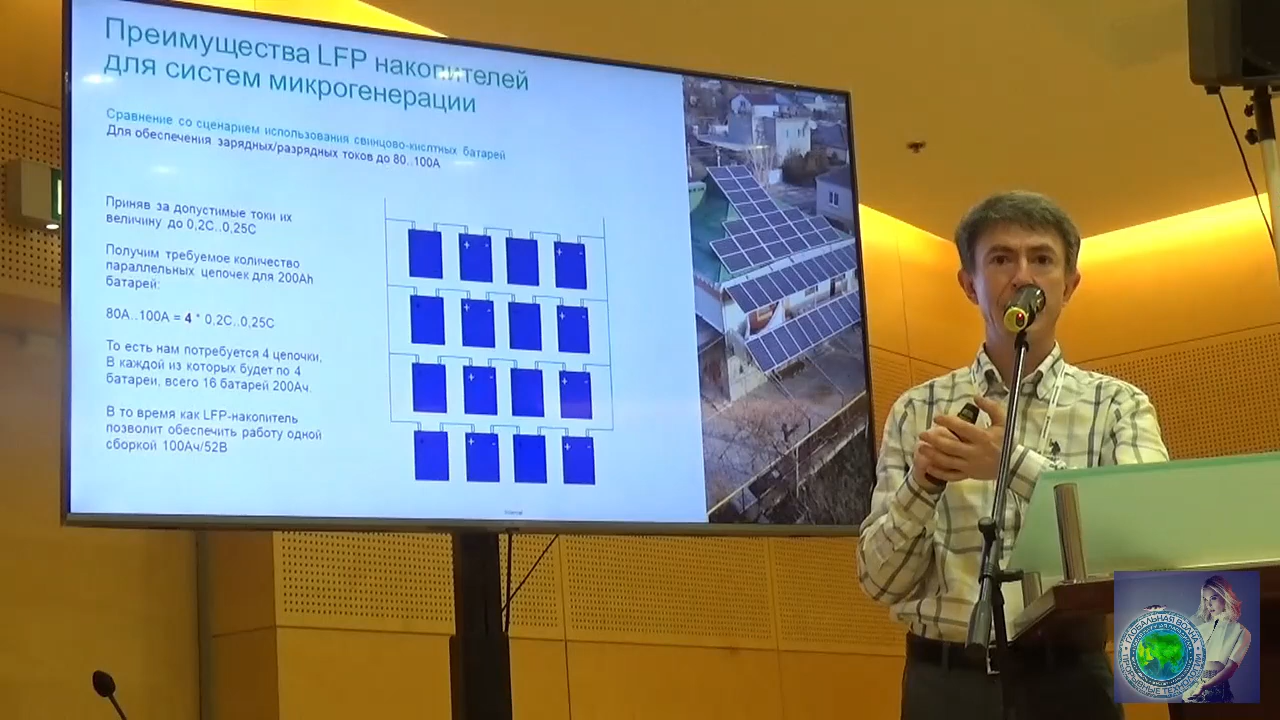 Преимущества LFP накопителей
для систем микрогенерации
Сравнение со сценарием использования свинцово-кислтных батарей
Для обеспечения зарядных/разрядных токов до 80..100А
Приняв за допустимые токи их
величину до 0,2С..0,25С
Получим требуемое количество
параллельных цепочек для 200Ah
батарей:
80А..100А = 4 * 0,2С..0,25С
То есть нам потребуется 4 цепочки,
В каждой из которых будет по 4
батареи, всего 16 батарей 200Ач.
В то время как LFP-накопитель
позволит обеспечить работу одной
сборкой 100Ач/52В
ГЛОБАЛЬНАЯ ВОЛНА